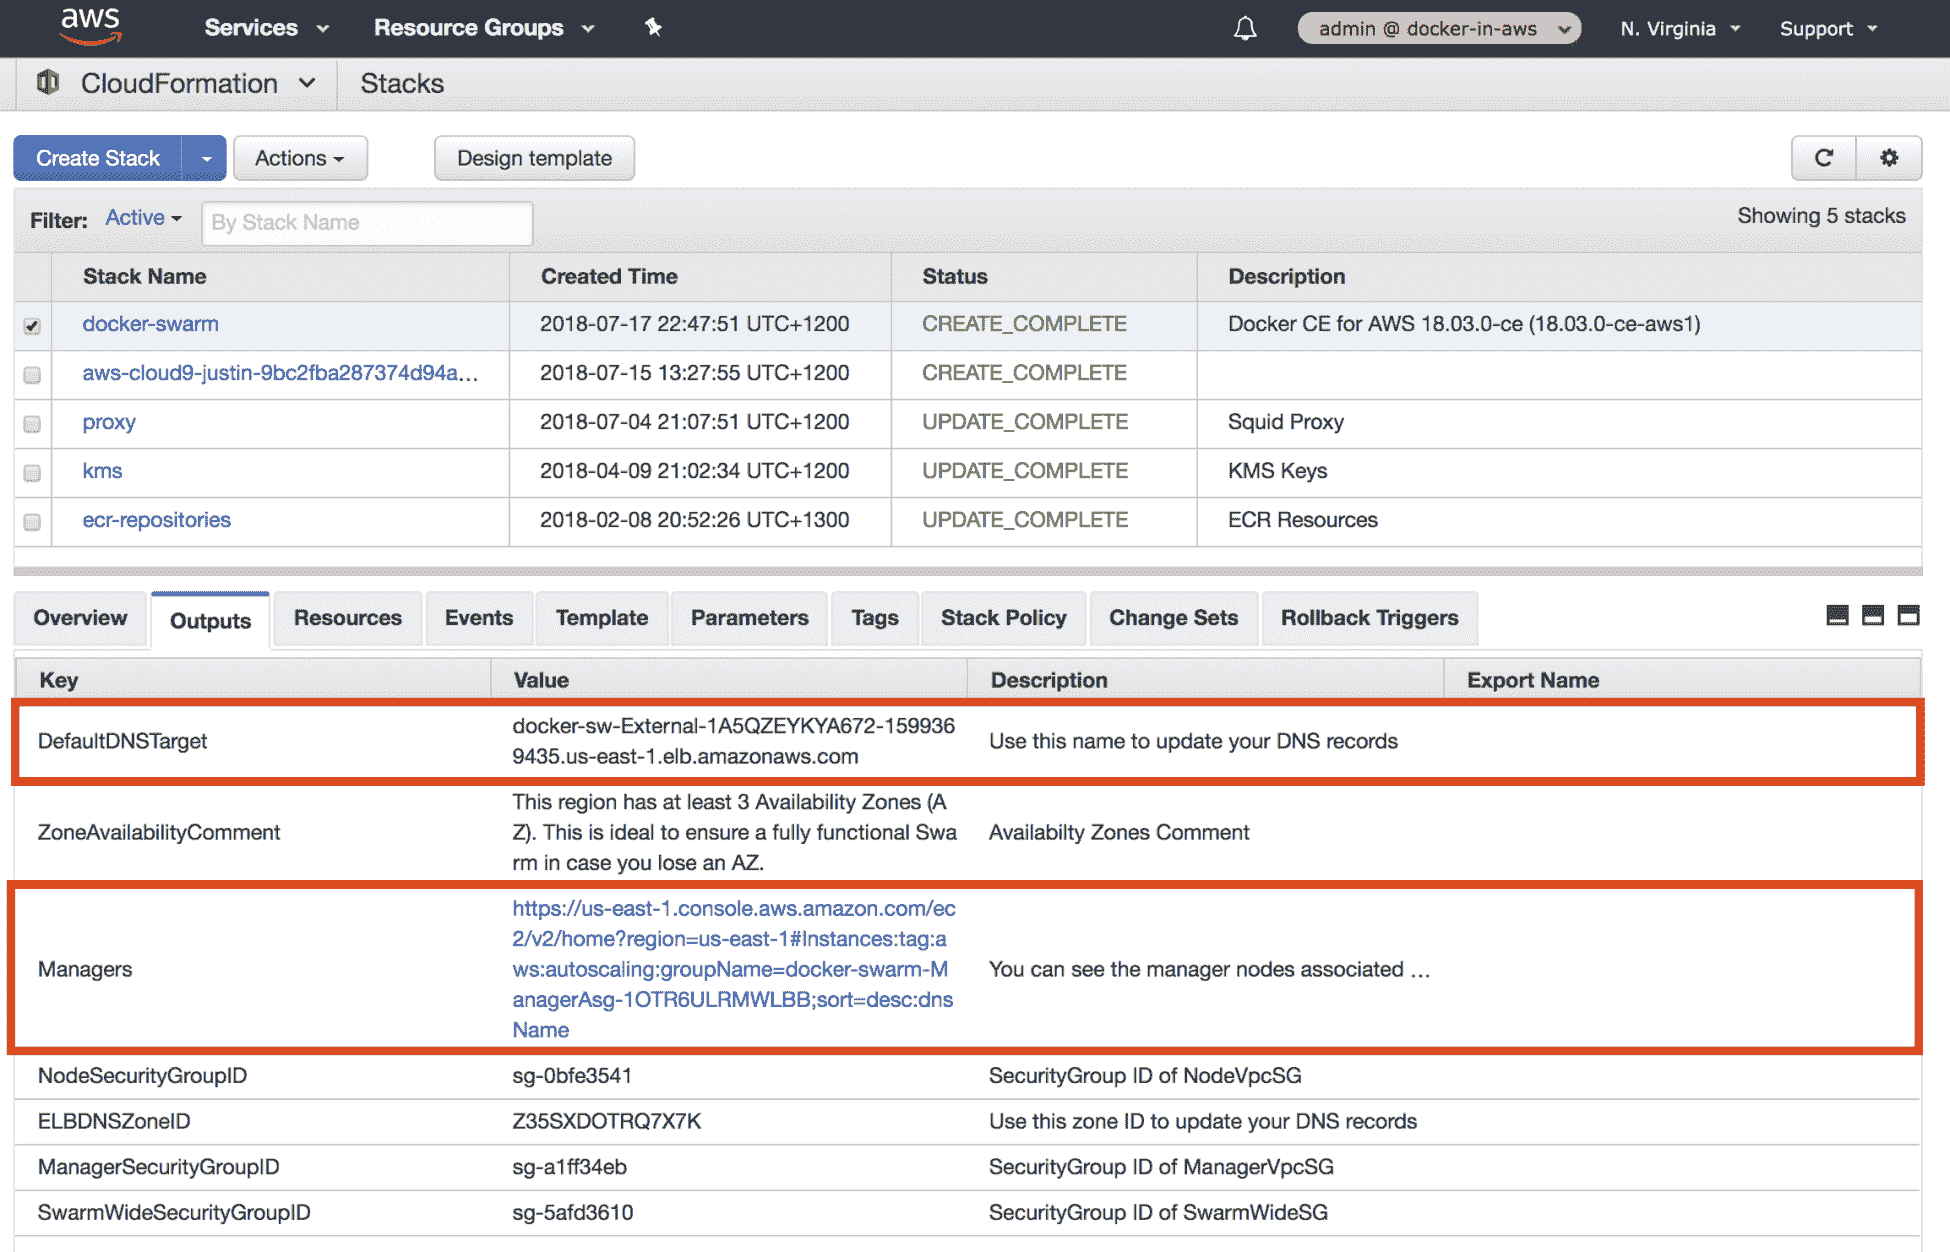 aws Services Resource Groups admin @ docker-in-aws N. Virginia Support
CloudFormation Stacks
Create Stack Actions Design template
Filter: Active By Stack Name Showing 5 stacks
Stack Name Created Time Status Description
docker-swarm 2018-07-17 22:47:51 UTC+1200 CREATE_COMPLETE Docker CE for AWS 18.03.0-ce (18.03.0-ce-aws1)
aws-cloud9-justin-9bc2fba287374d94a... 2018-07-15 13:27:55 UTC+1200 CREATE_COMPLETE
proxy 2018-07-04 21:07:51 UTC+1200 UPDATE_COMPLETE Squid Proxy
kms 2018-04-09 21:02:34 UTC+1200 UPDATE_COMPLETE KMS Keys
ecr-repositories 2018-02-08 20:52:26 UTC+1300 UPDATE_COMPLETE ECR Resources
Overview Outputs Resources Events Template Parameters Tags Stack Policy Change Sets Rollback Triggers
Key Value Description Export Name
DefaultDNSTarget docker-sw-External-1A5QZEYKYA672-159936
9435.us-east-1.elb.amazonaws.com Use this name to update your DNS records
This region has at least 3 Availability Zones (A
ZoneAvailabilityComment Z). This is ideal to ensure a fully functional Swa Availabilty Zones Comment
rm in case you lose an AZ.
https://us-east-1.console.aws.amazon.com/ec
2/v2/home?region=us-east-1#Instances:tag:a
Managers ws:autoscaling:groupName=docker-swarm-M You can see the manager nodes associated ...
anagerAsg-1OTR6ULRMWLBB;sort=desc:dns
Name
NodeSecurityGroupID sg-0bfe3541 SecurityGroup ID of NodeVpcSG
ELBDNSZoneID Z35SXDOTRQ7X7K Use this zone ID to update your DNS records
ManagerSecurityGroupID sg-a1ff34eb SecurityGroup ID of ManagerVpcSG
SwarmWideSecurityGroupID sg-5afd3610 SecurityGroup ID of SwarmWideSG